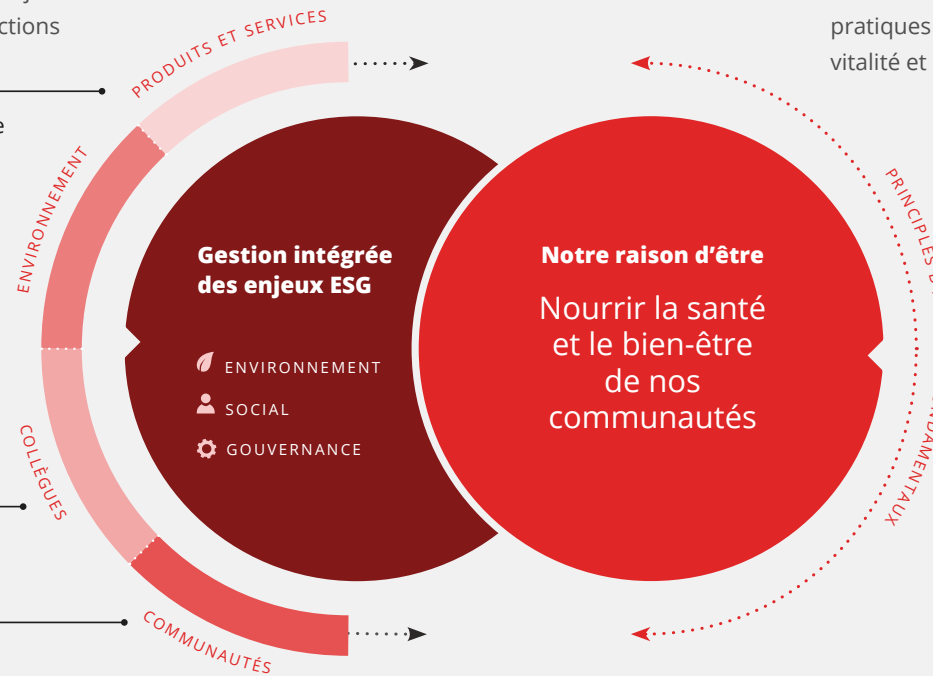 ctions
pratiques
vitalité et
e
PRODUITS ET SERVICES
ENVIRONNEMENT
COLLÈGUES
COMMUNAUTÉS
Gestion intégrée
des enjeux ESG
ENVIRONNEMENT
SOCIAL
GOUVERNANCE
Notre raison d’être
Nourrir la santé
et le bien-être
de nos
communautés
PRINCIPLES